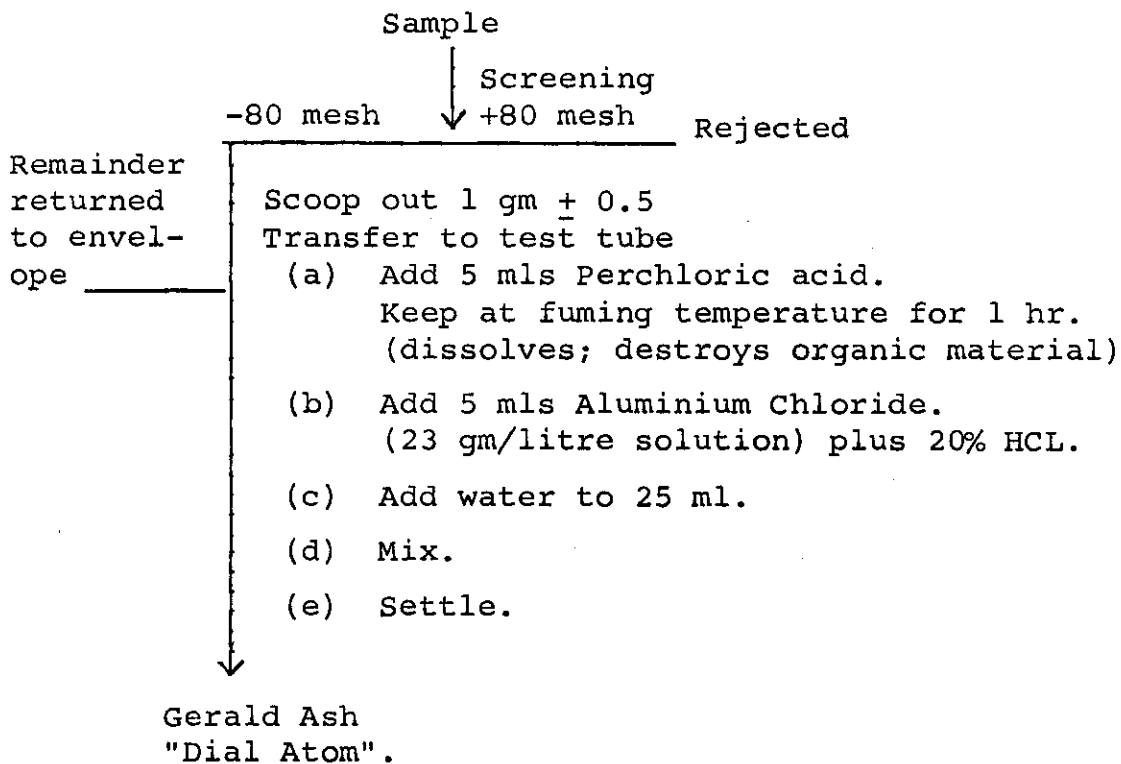 Sample
Screening
-80 mesh +80 mesh Rejected
Remainder
returned
to envel-
ope
Scoop out 1 gm ± 0.5
Transfer to test tube
(a) Add 5 mls Perchloric acid.
Keep at fuming temperature for 1 hr.
(dissolves; destroys organic material)
(b) Add 5 mls Aluminium Chloride.
(23 gm/litre solution) plus 20% HCL.
(c) Add water to 25 ml.
(d) Mix.
(e) Settle.
Gerald Ash
"Dial Atom".